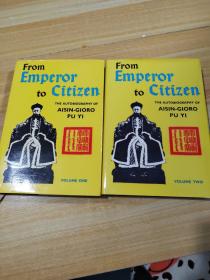 From
Emperor
to Citizen
THE AUTOBIOGRAPHY OF
AISIN-GIORO
PU YI
VOLUME ONE
From
Emperor
to Citizen
THE AUTOBIOGRAPHY OF
AISIN-GIORO
PU YI
VOLUME TWO